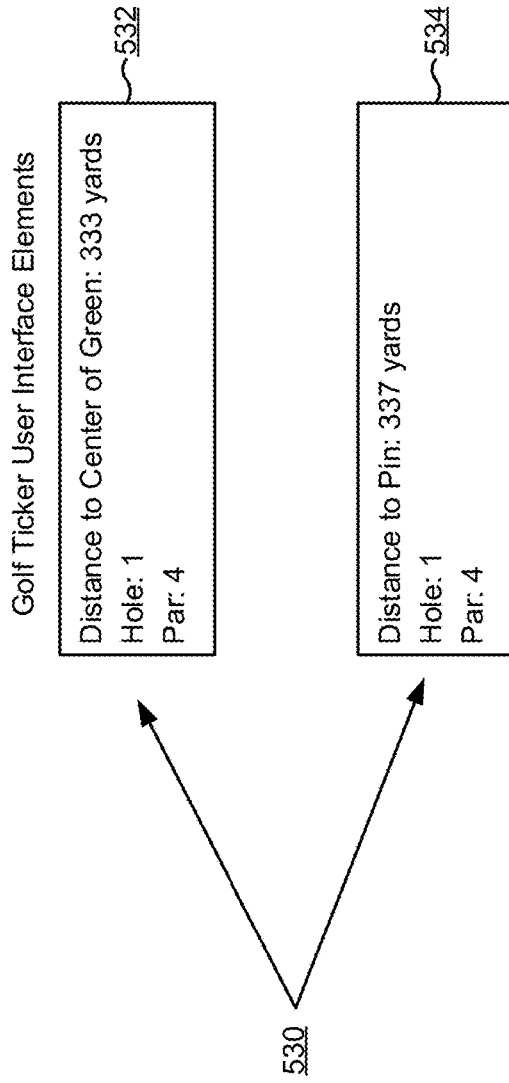 Golf Ticker User Interface Elements
Distance to Center of Green: 333 yards
Hole: 1
Par: 4
532
Distance to Pin: 337 yards
Hole: 1
Par: 4
534
530